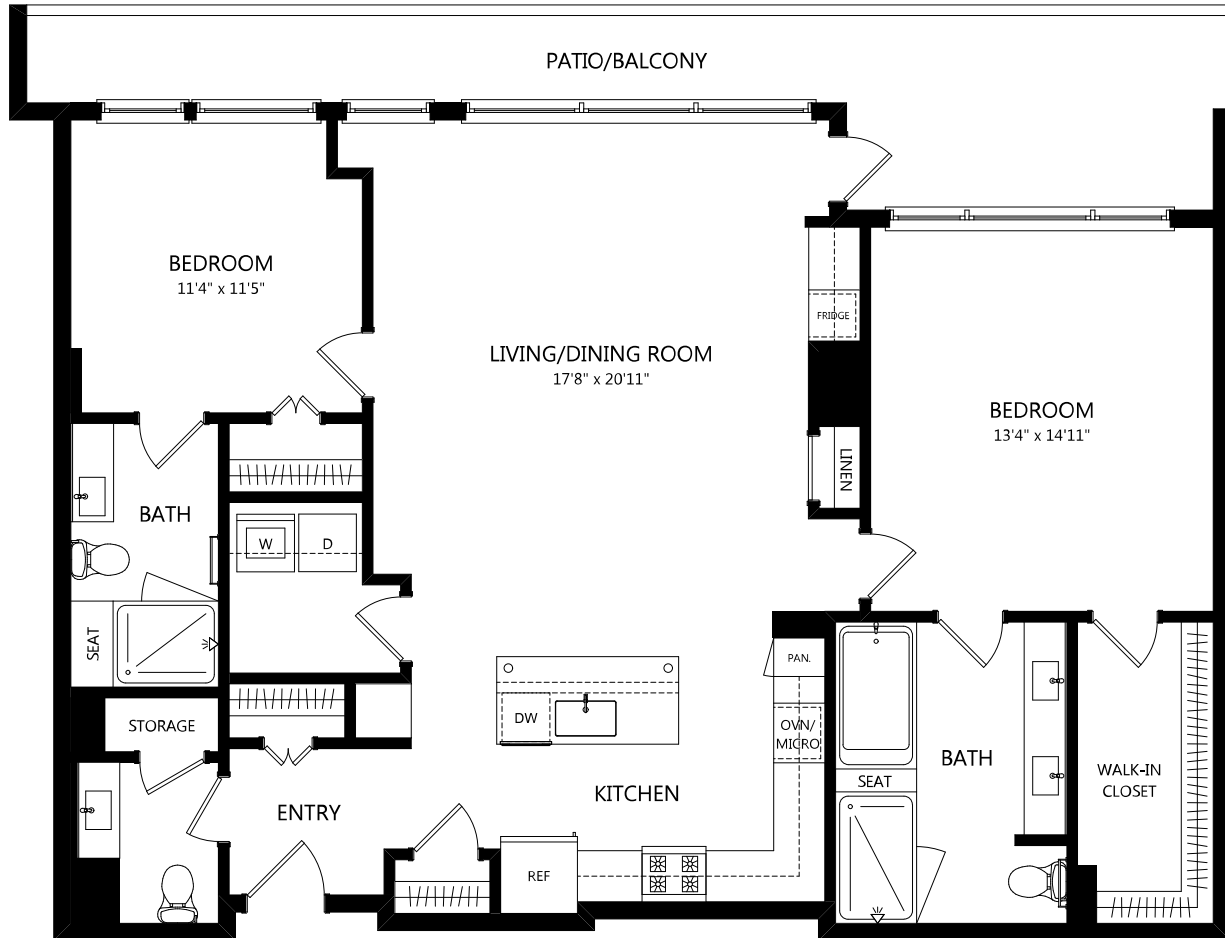 PATIO/BALCONY
BEDROOM
11'4" x 11'5"
FRIDGE
LIVING/DINING ROOM
17'8" x 20'11"
BEDROOM
13'4" x 14'11"
LINEN
BATH
W
D
SEAT
PAN.
STORAGE
DW
OVN/
MICRO
BATH
SEAT
WALK-IN
CLOSET
KITCHEN
ENTRY
REF